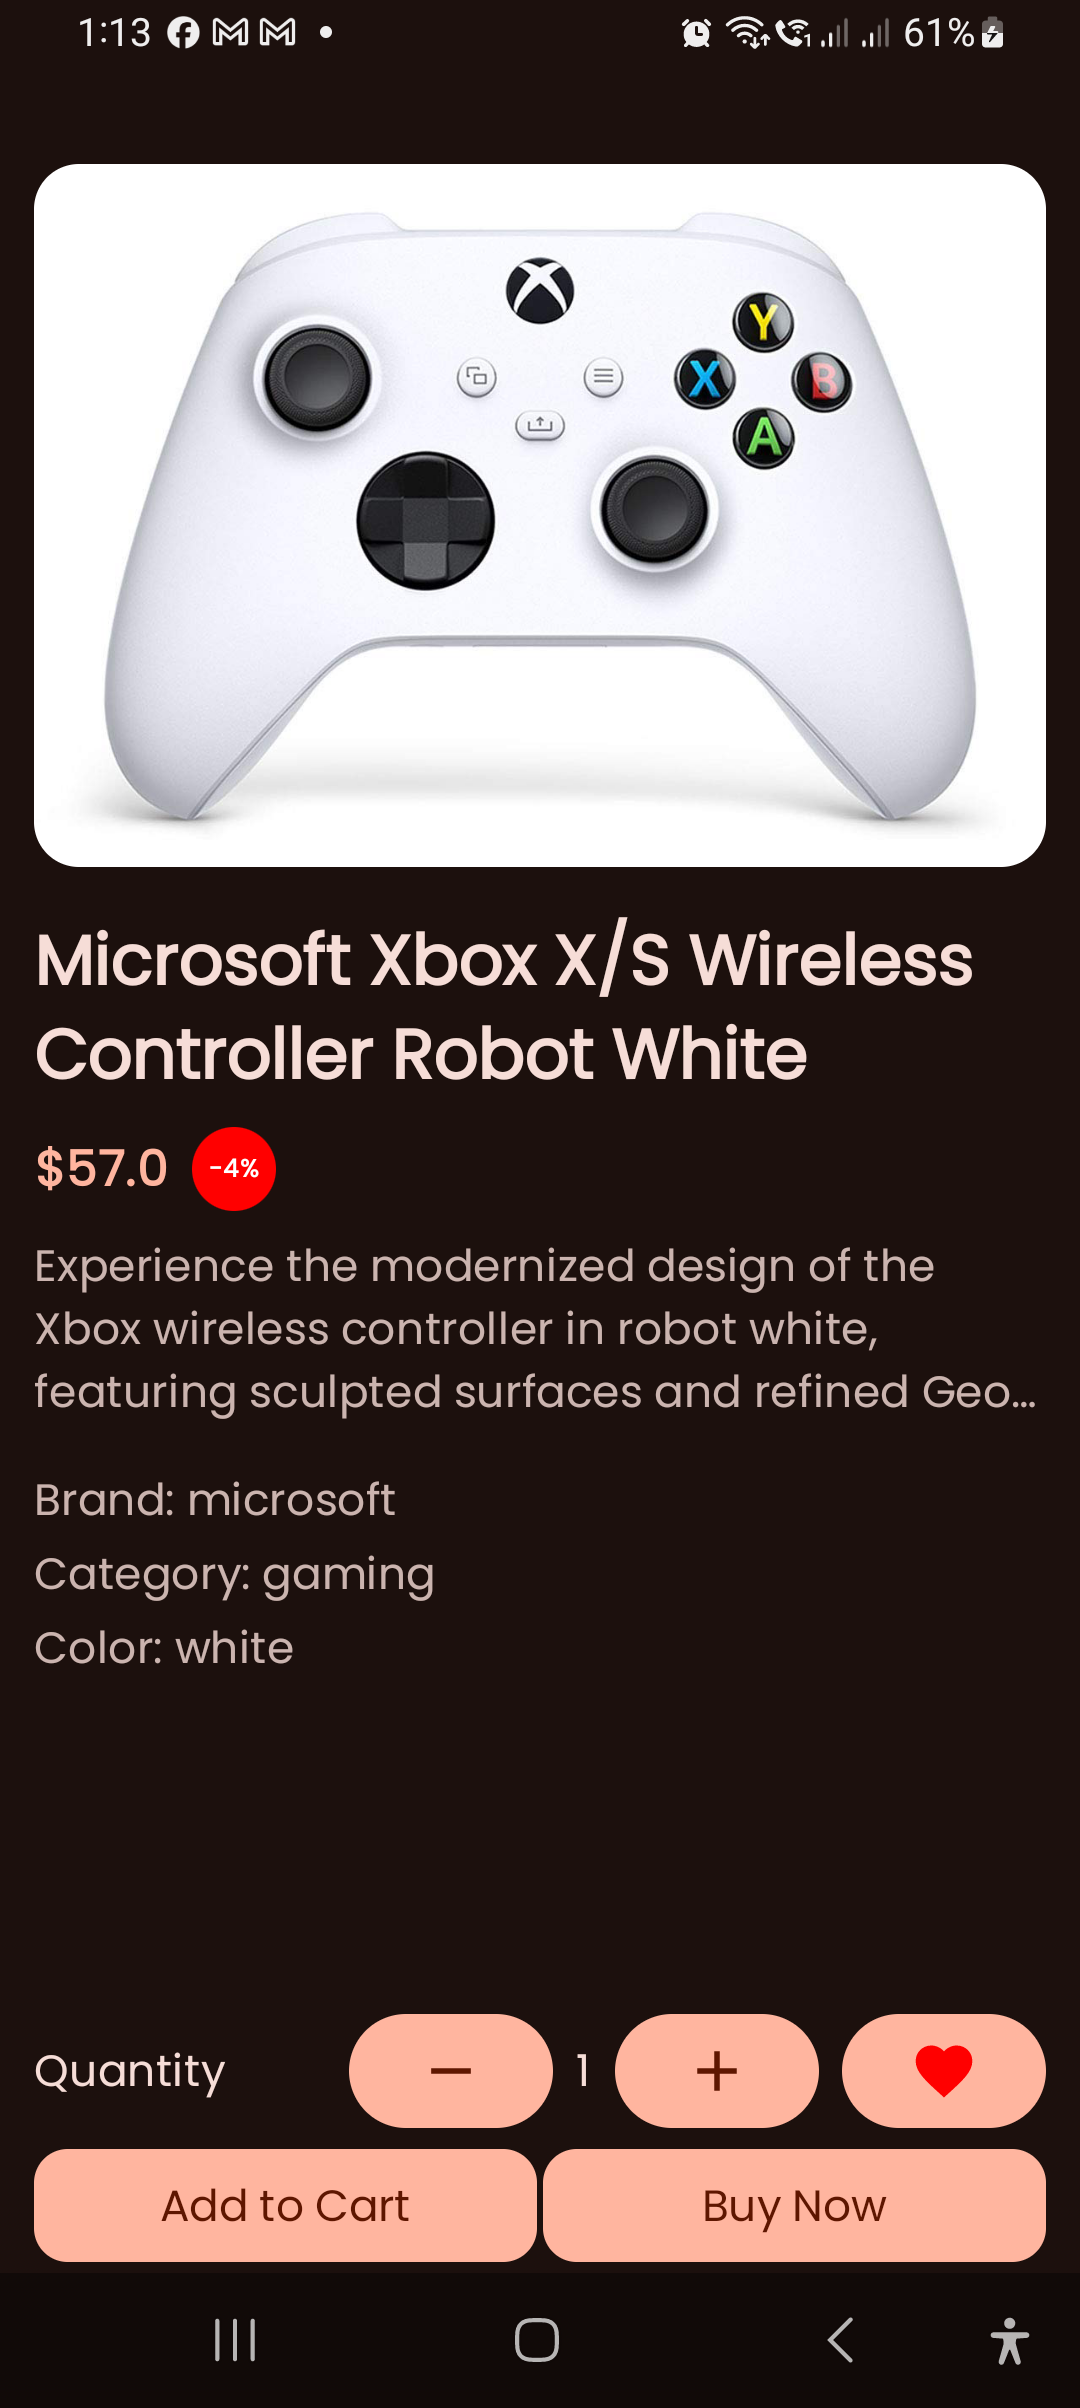 1:13
61%
Y
X
B
A
Microsoft Xbox X/S Wireless
Controller Robot White
$57.0
-4%
Experience the modernized design of the
Xbox wireless controller in robot white,
featuring sculpted surfaces and refined Geo...
Brand: microsoft
Category: gaming
Color: white
Quantity
1
Add to Cart
Buy Now